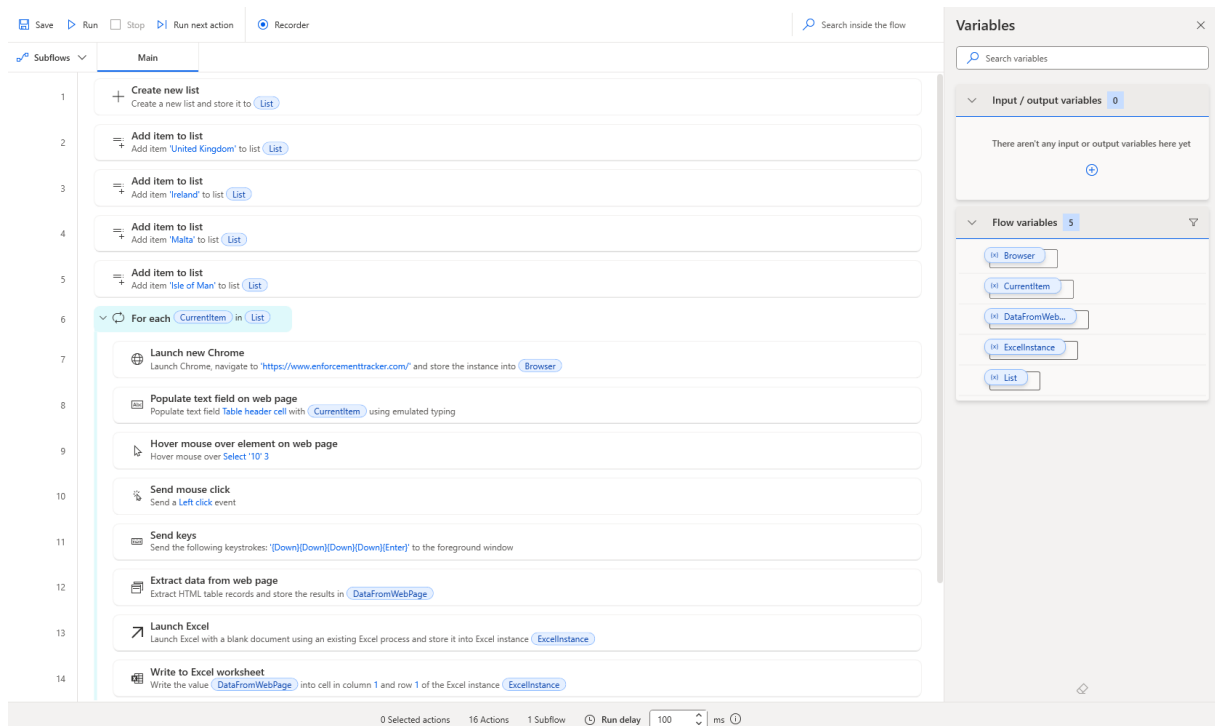 Save Run Stop Run next action Recorder Search inside the flow
Subflows Main
1 Create new list
Create a new list and store it to List
2 Add item to list
Add item 'United Kingdom' to list List
3 Add item to list
Add item 'Ireland' to list List
4 Add item to list
Add item 'Malta' to list List
5 Add item to list
Add item 'Isle of Man' to list List
6 For each CurrentItem in List
7 Launch new Chrome
Launch Chrome, navigate to 'https://www.enforcementtracker.com/' and store the instance into Browser
8 Populate text field on web page
Populate text field Table header cell with CurrentItem using emulated typing
9 Hover mouse over element on web page
Hover mouse over Select '10' 3
10 Send mouse click
Send a Left click event
11 Send keys
Send the following keystrokes: '{Down}{Down}{Down}{Down}{Enter}' to the foreground window
12 Extract data from web page
Extract HTML table records and store the results in DataFromWebPage
13 Launch Excel
Launch Excel with a blank document using an existing Excel process and store it into Excel instance ExcelInstance
14 Write to Excel worksheet
Write the value DataFromWebPage into cell in column 1 and row 1 of the Excel instance ExcelInstance
Variables
Search variables
Input / output variables 0
There aren't any input or output variables here yet
Flow variables 5
(x) Browser
(x) CurrentItem
(x) DataFromWeb...
(x) ExcelInstance
(x) List
0 Selected actions 16 Actions 1 Subflow Run delay 100 ms